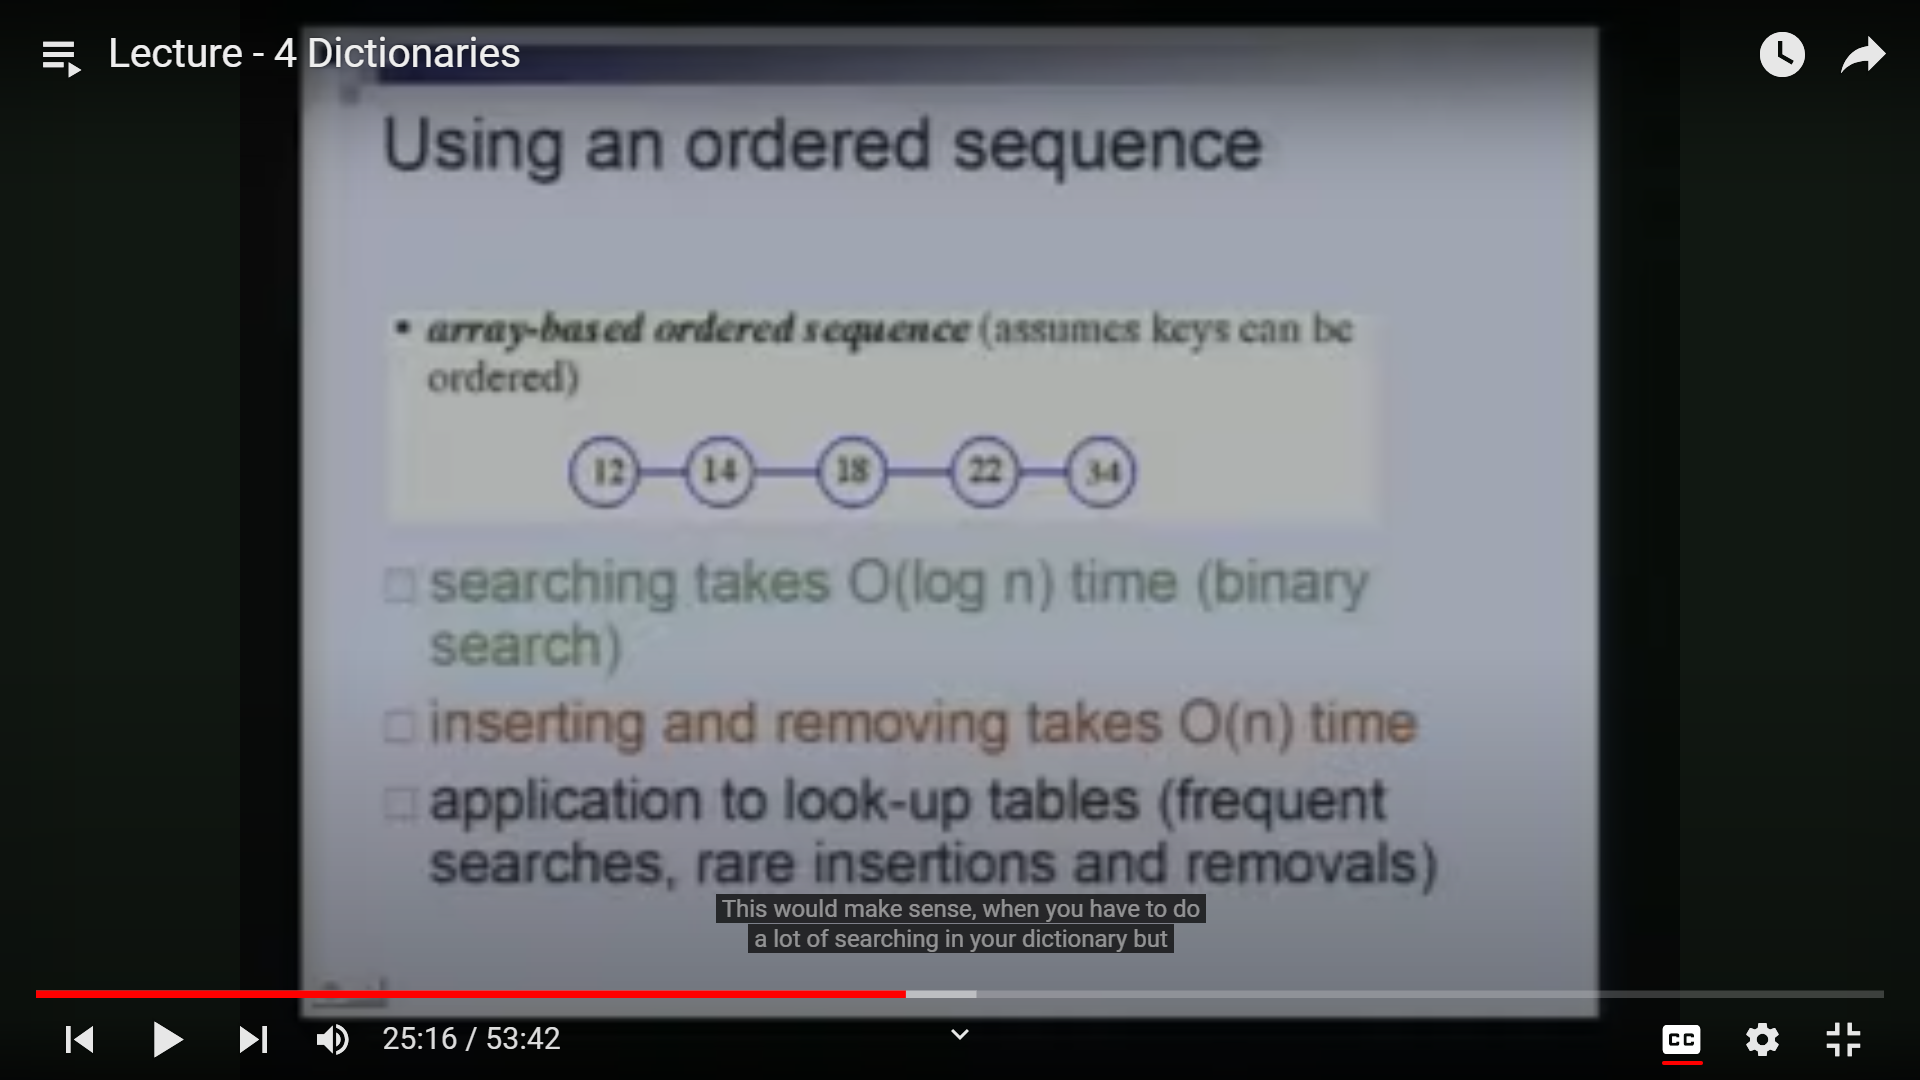 Lecture - 4 Dictionaries
Using an ordered sequence
• array-based ordered sequence (assumes keys can be
ordered)
12 14 18 22 34
searching takes O(log n) time (binary
search)
inserting and removing takes O(n) time
application to look-up tables (frequent
searches, rare insertions and removals)
This would make sense, when you have to do
a lot of searching in your dictionary but
25:16 / 53:42
CC